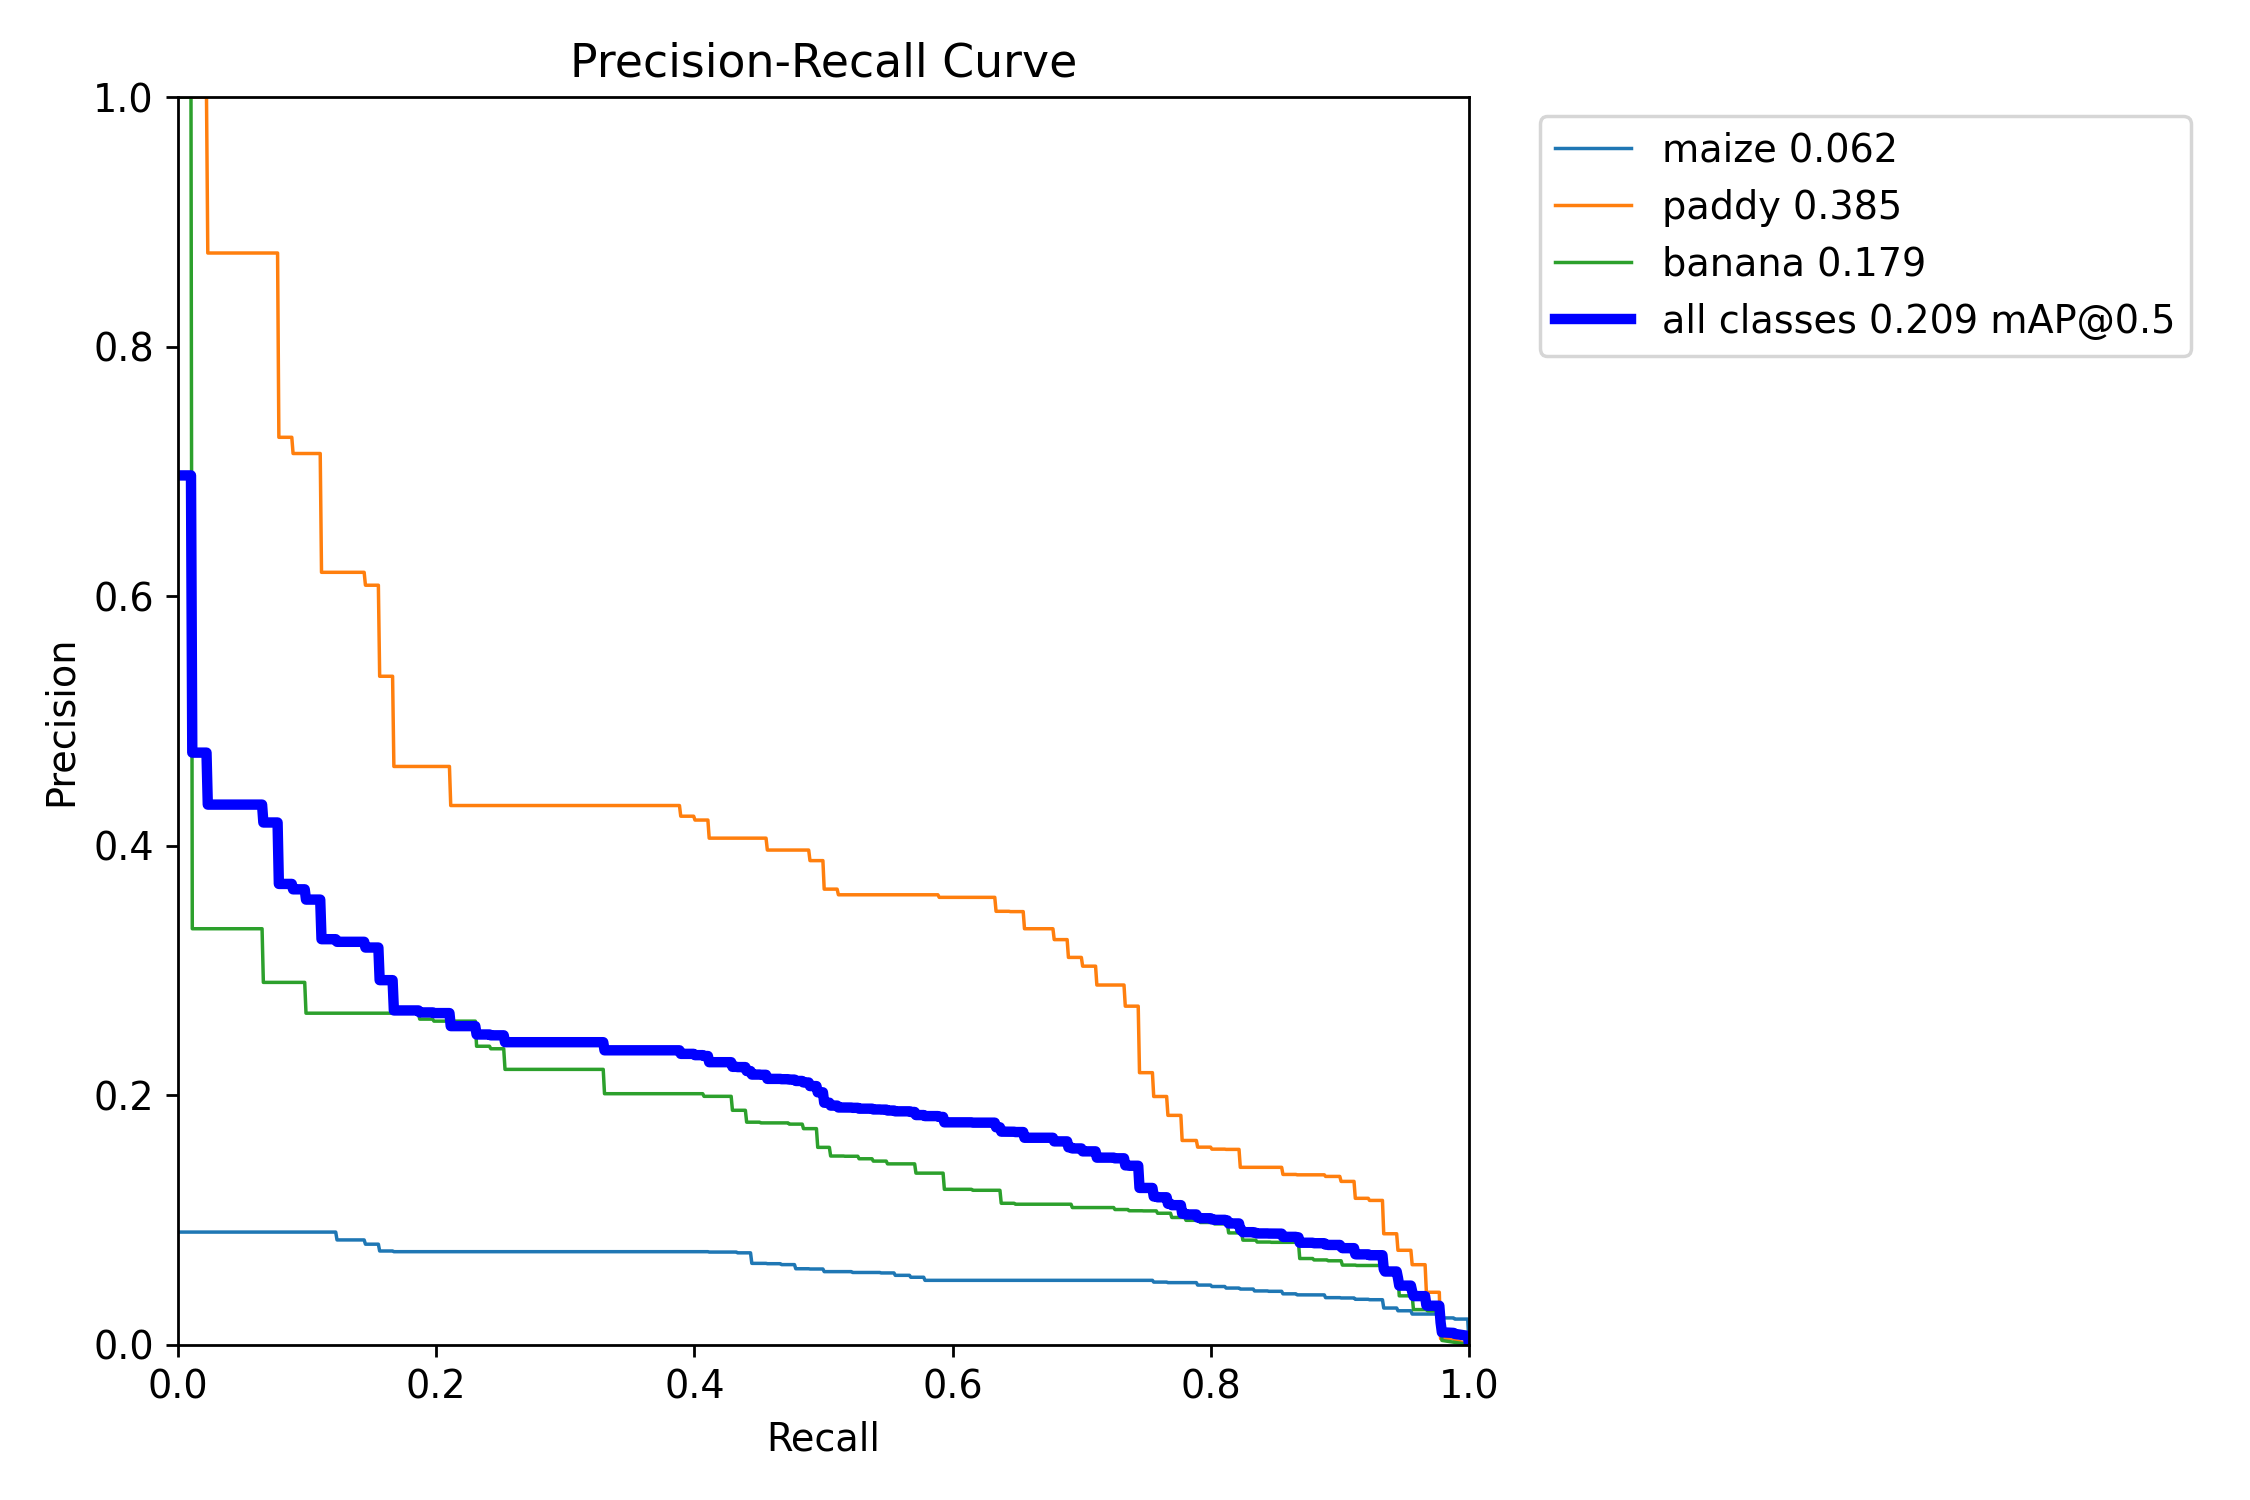 Precision-Recall Curve
1.0
0.8
0.6
0.4
0.2
0.0
Precision
0.0 0.2 0.4 0.6 0.8 1.0
Recall
maize 0.062
paddy 0.385
banana 0.179
all classes 0.209 mAP@0.5